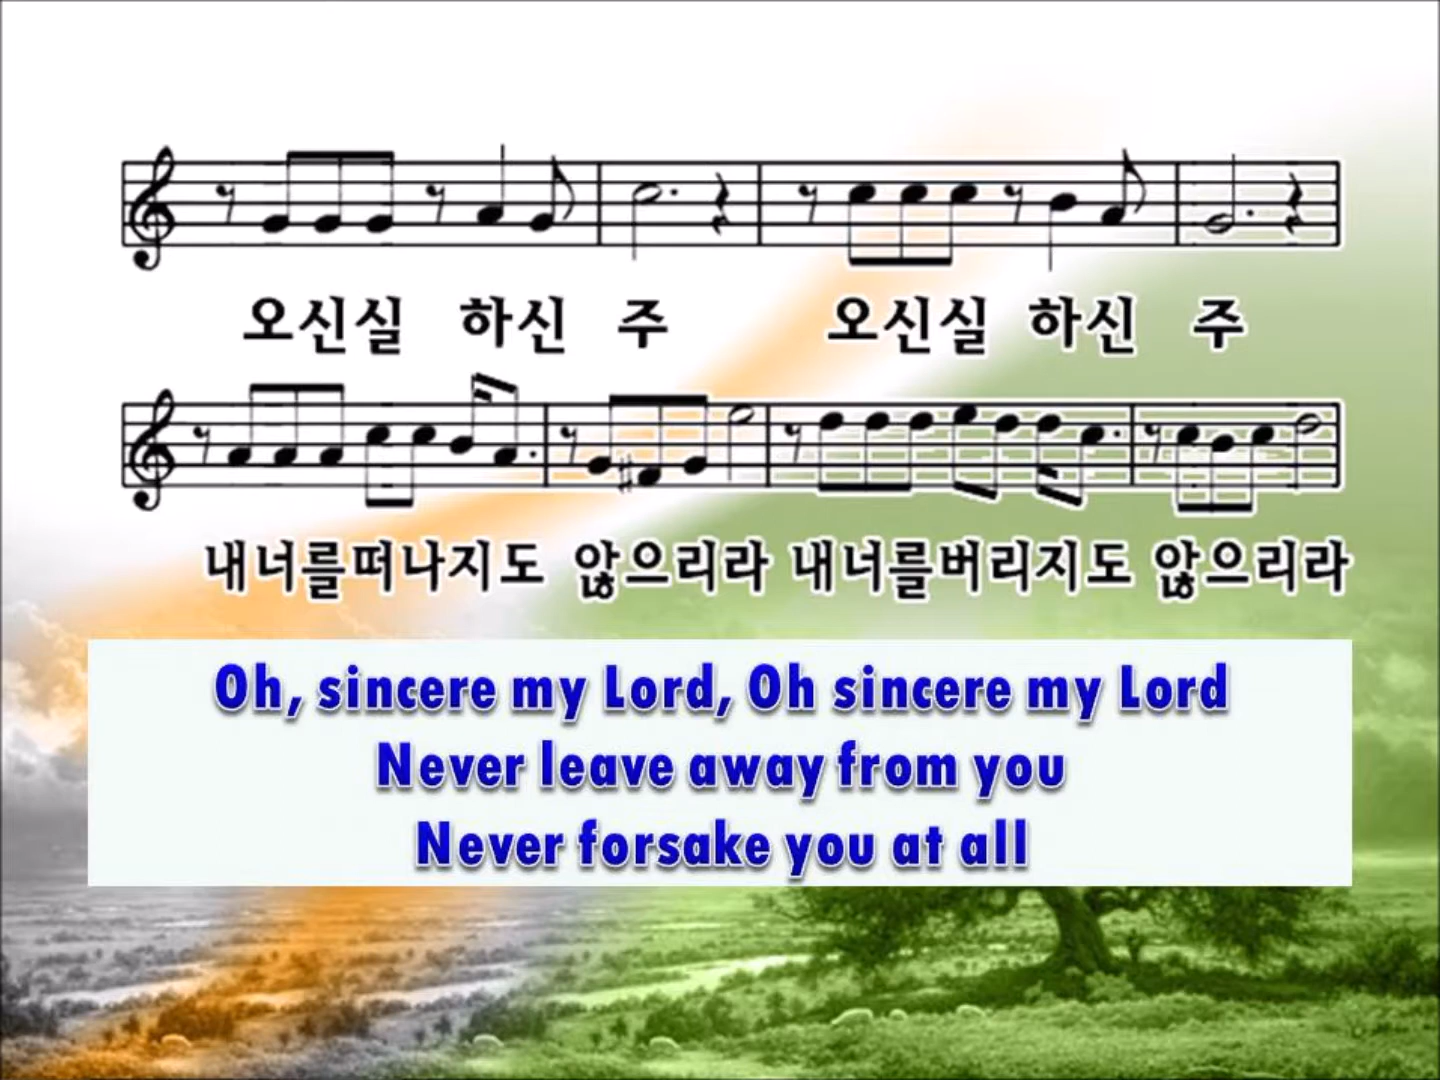 오신실 하신 주 오신실 하신 주
내너를떠나지도 않으리라 내너를버리지도 않으리라
Oh, sincere my Lord, Oh sincere my Lord
Never leave away from you
Never forsake you at all